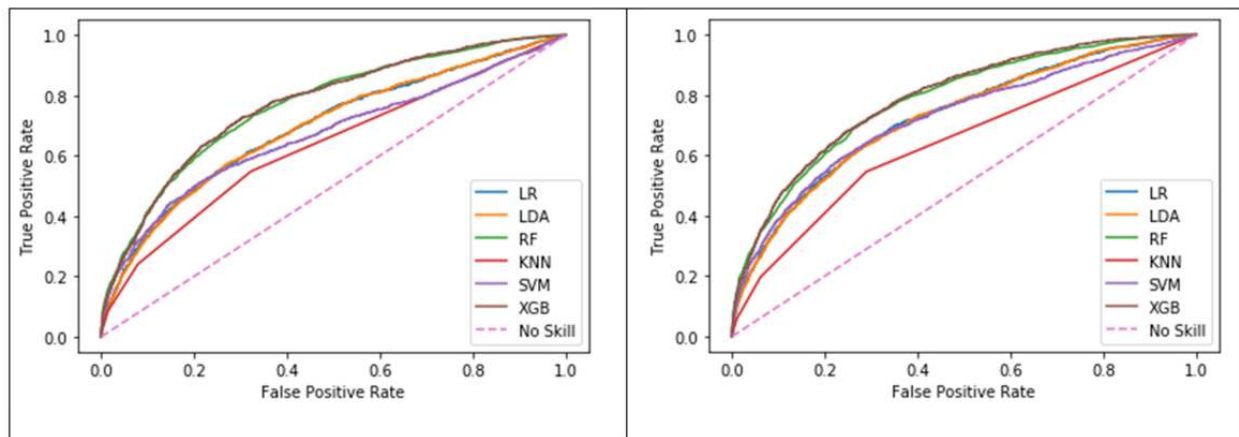 1.0
0.8
0.6
0.4
0.2
0.0
True Positive Rate
LR
LDA
RF
KNN
SVM
XGB
No Skill
0.0 0.2 0.4 0.6 0.8 1.0
False Positive Rate
1.0
0.8
0.6
0.4
0.2
0.0
True Positive Rate
LR
LDA
RF
KNN
SVM
XGB
No Skill
0.0 0.2 0.4 0.6 0.8 1.0
False Positive Rate